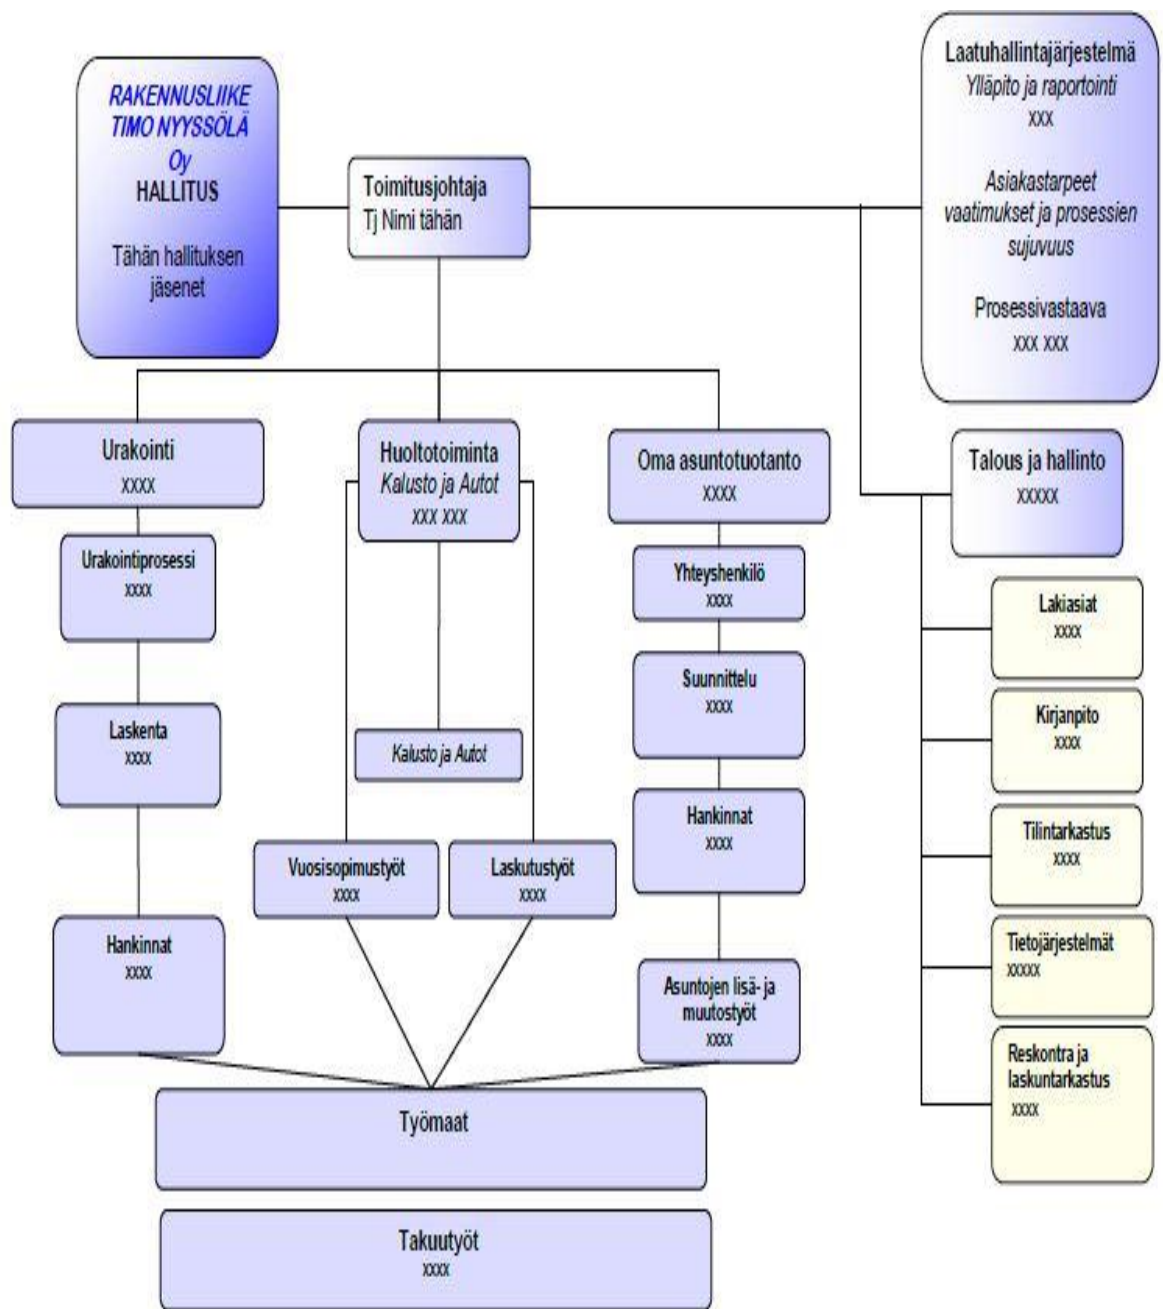 RAKENNUSLIIKE
TIMO NYYSSÖLÄ
Oy
HALLITUS
Tähän hallituksen
jäsenet
Toimitusjohtaja
Tj Nimi tähän
Laatuhallintajärjestelmä
Ylläpito ja raportointi
xxx
Asiakastarpeet
vaatimukset ja prosessien
sujuvuus
Prosessivastaava
xxx xxx
Urakointi
xxxx
Urakointiprosessi
xxxx
Laskenta
xxxx
Hankinnat
xxxx
Huoltotoiminta
Kalusto ja Autot
xxx xxx
Kalusto ja Autot
Vuosisopimustyöt
xxxx
Laskutustyöt
xxxx
Oma asuntotuotanto
xxxx
Yhteyshenkilö
xxxx
Suunnittelu
xxxx
Hankinnat
xxxx
Asuntojen lisä- ja
muutostyöt
xxxx
Talous ja hallinto
xxxxx
Lakiasiat
xxxx
Kirjanpito
xxxx
Tilintarkastus
xxxx
Tietojärjestelmät
xxxxx
Reskontra ja
laskuntarkastus
xxxx
Työmaat
Takuutyöt
xxxx